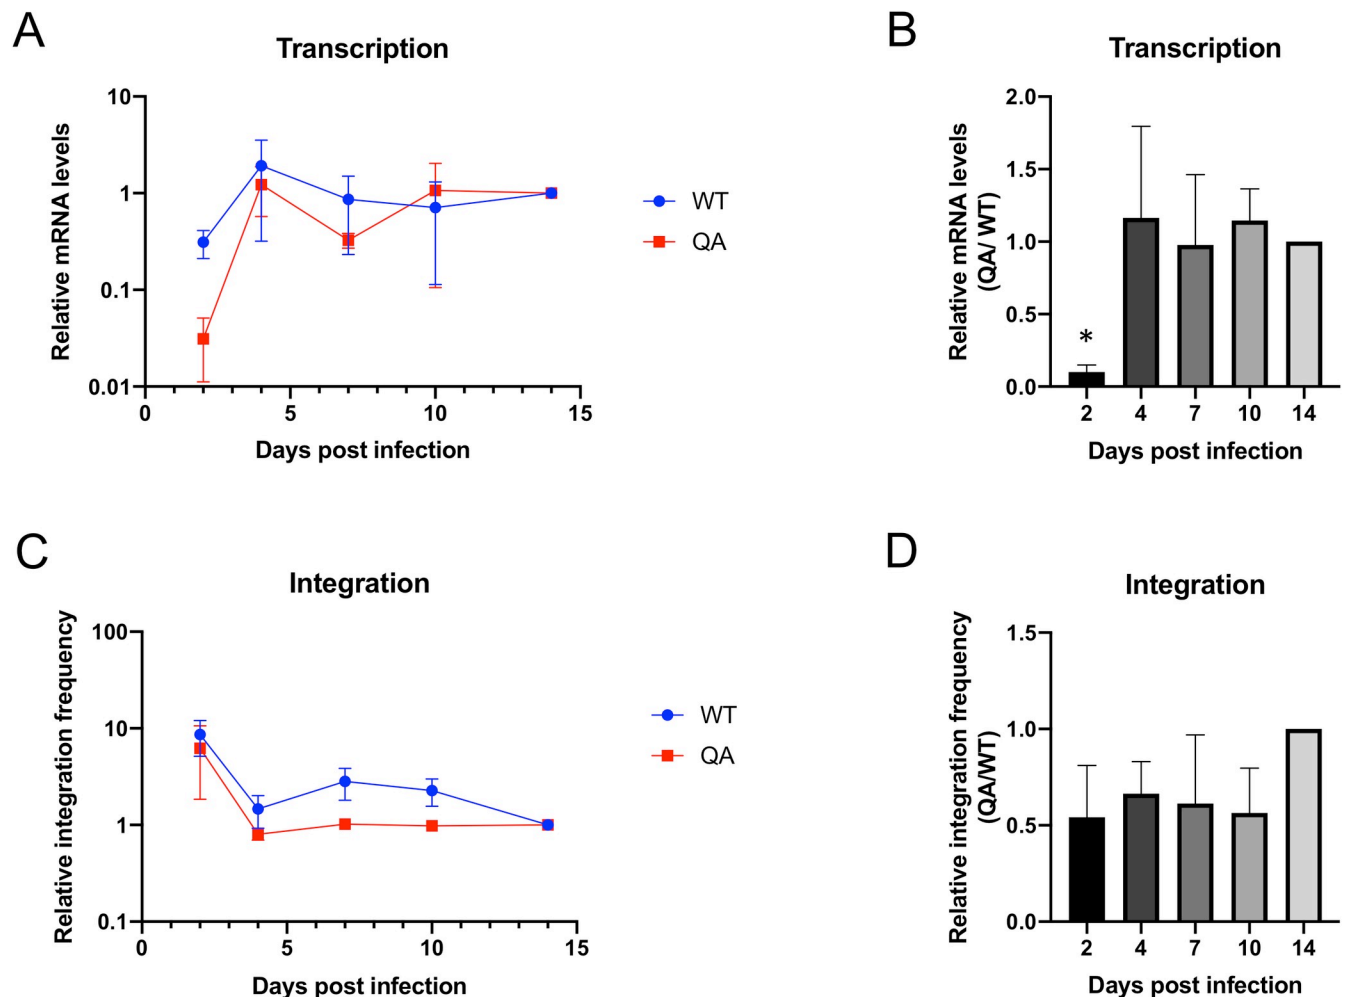 A
Transcription
Relative mRNA levels
10
1
0.1
0.01
0
5
10
15
Days post infection
WT
QA
B
Transcription
Relative mRNA levels
(QA/ WT)
2.0
1.5
1.0
0.5
0.0
*
2
4
7
10
14
Days post infection
C
Integration
Relative integration frequency
100
10
1
0.1
0
5
10
15
Days post infection
WT
QA
D
Integration
Relative integration frequency
(QA/WT)
1.5
1.0
0.5
0.0
2
4
7
10
14
Days post infection